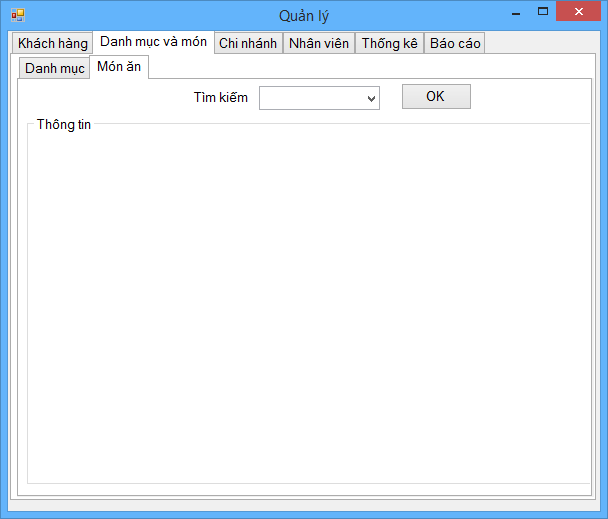 Quản lý
Khách hàng Danh mục và món Chi nhánh Nhân viên Thống kê Báo cáo
Danh mục Món ăn
Tìm kiếm OK
Thông tin